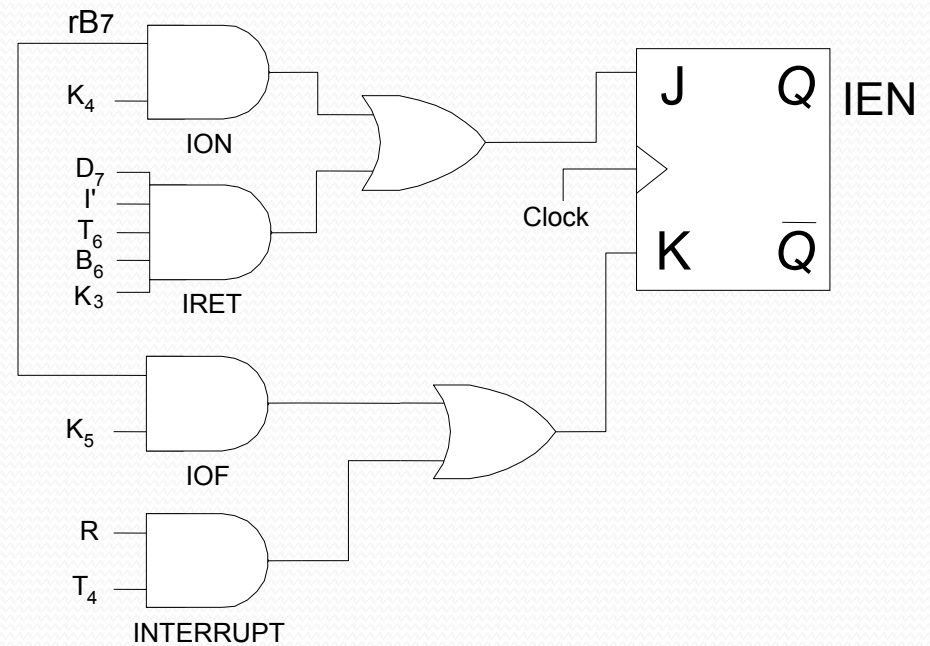 rB7
K₄
ION
D₇
I'
T₆
B₆
K₃
IRET
K₅
IOF
R
T₄
INTERRUPT
J Q
IEN
Clock
K Q̅